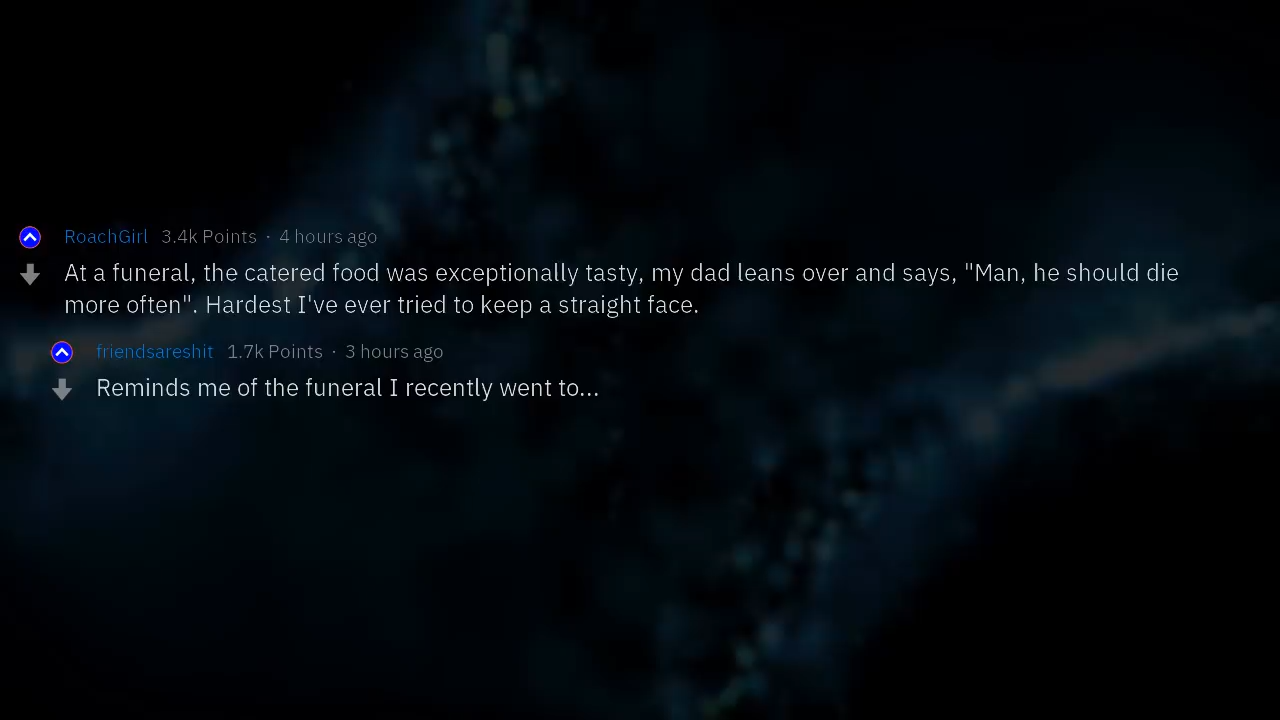 RoachGirl 3.4k Points · 4 hours ago
At a funeral, the catered food was exceptionally tasty, my dad leans over and says, "Man, he should die
more often". Hardest I've ever tried to keep a straight face.
friendsareshit 1.7k Points · 3 hours ago
Reminds me of the funeral I recently went to...